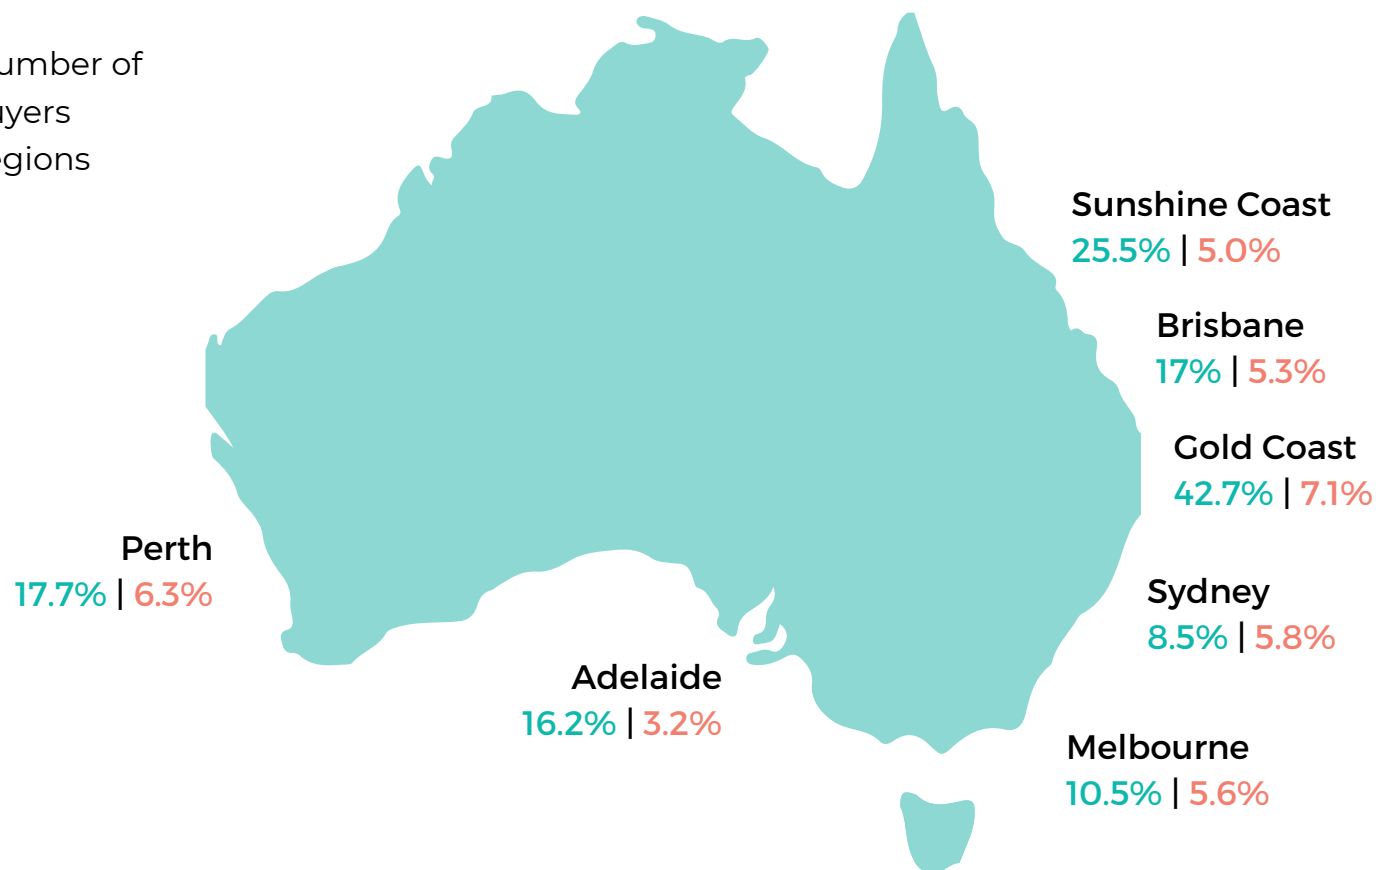 umber of
uyers
egions
Sunshine Coast
25.5% | 5.0%
Brisbane
17% | 5.3%
Gold Coast
42.7% | 7.1%
Perth
17.7% | 6.3%
Sydney
8.5% | 5.8%
Adelaide
16.2% | 3.2%
Melbourne
10.5% | 5.6%